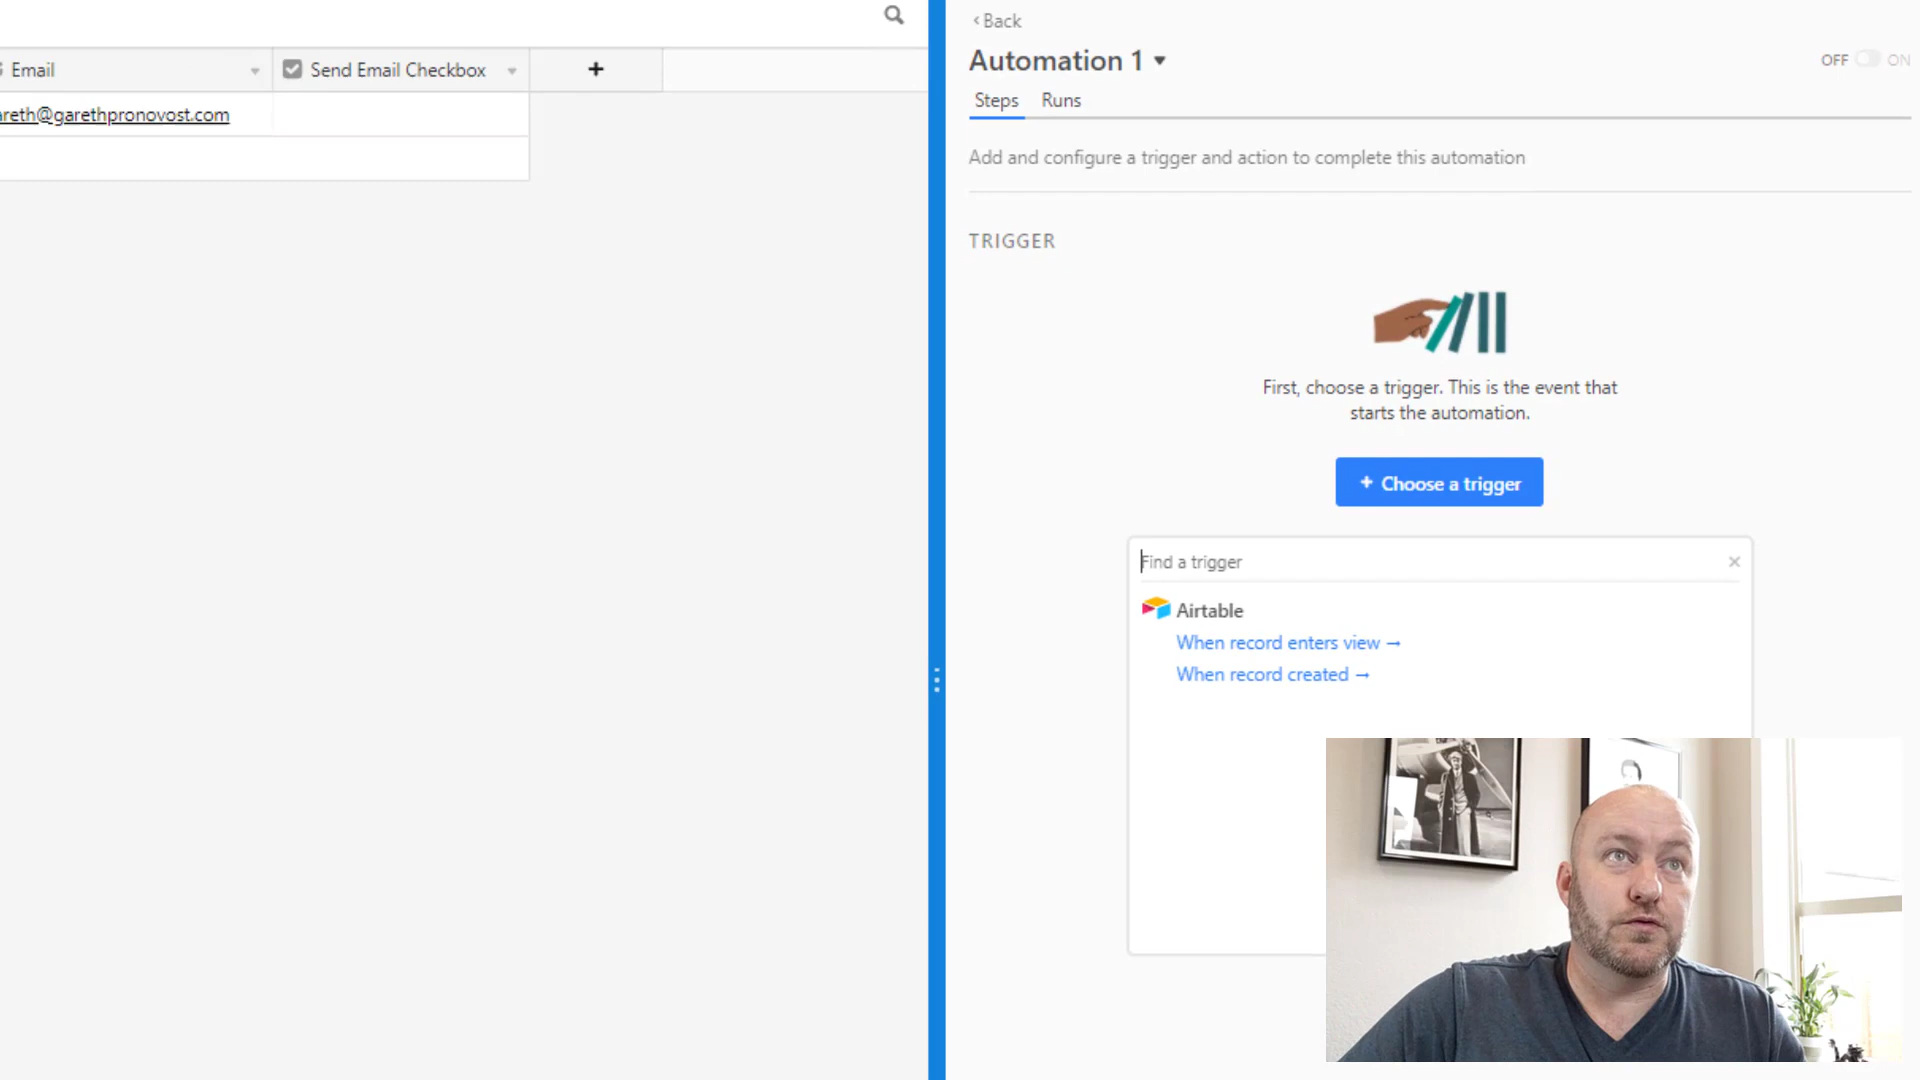 Email
Send Email Checkbox
+
reth@garethpronovost.com
Back
Automation 1
OFF ON
Steps Runs
Add and configure a trigger and action to complete this automation
TRIGGER
First, choose a trigger. This is the event that
starts the automation.
+ Choose a trigger
Find a trigger
Airtable
When record enters view →
When record created →